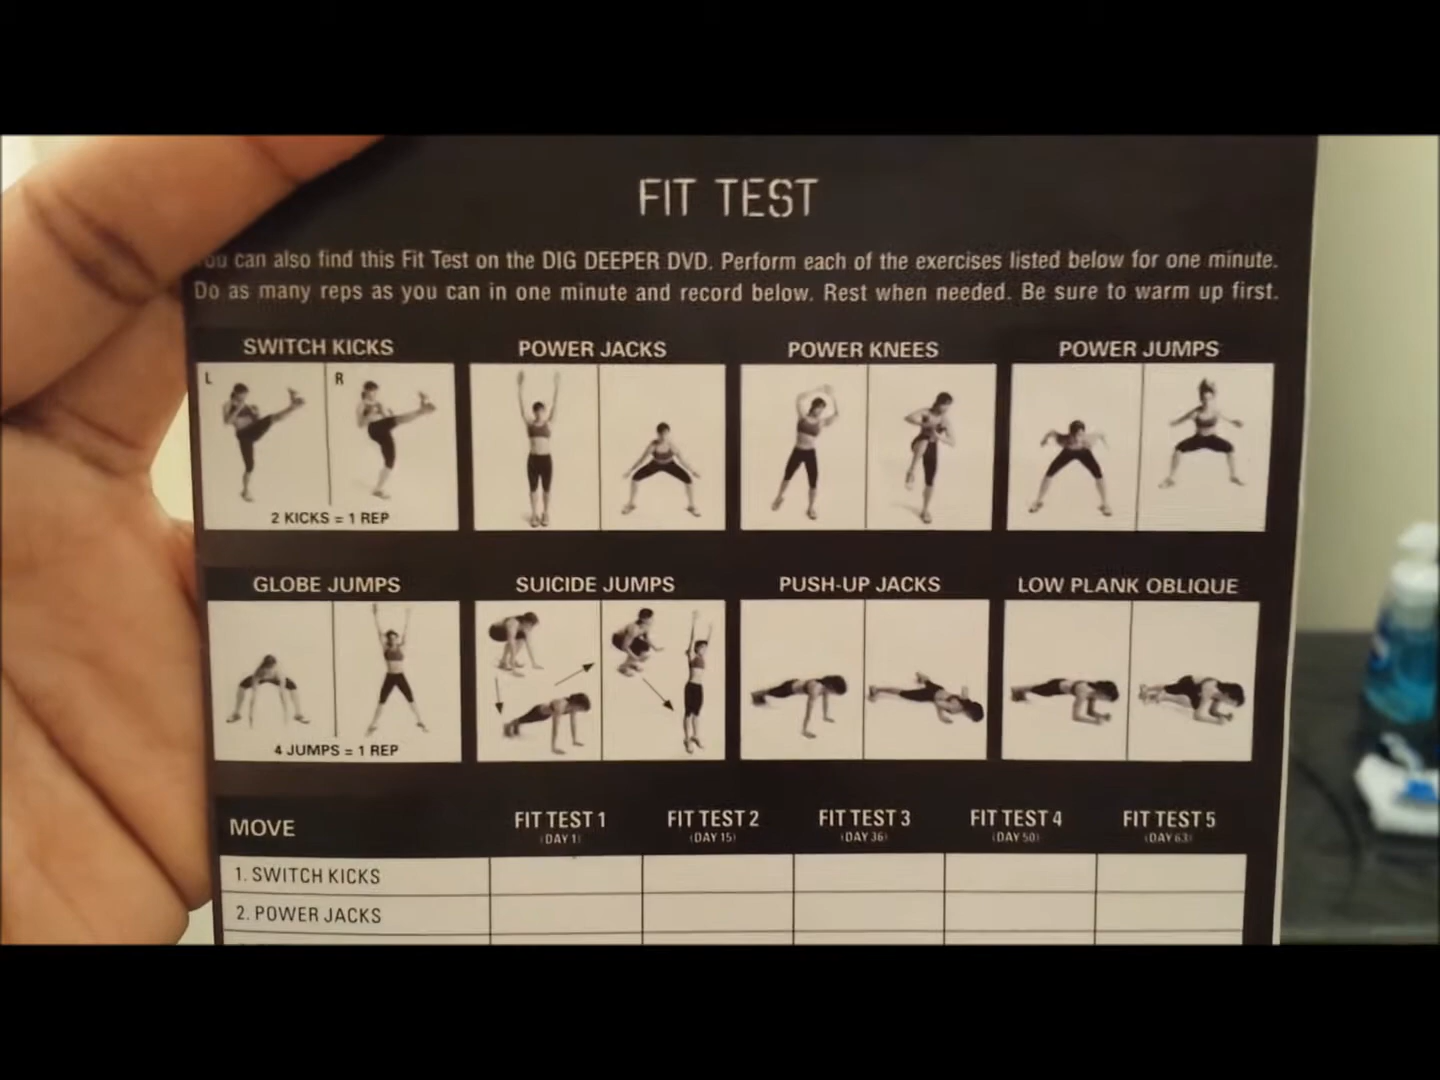 FIT TEST
You can also find this Fit Test on the DIG DEEPER DVD. Perform each of the exercises listed below for one minute.
Do as many reps as you can in one minute and record below. Rest when needed. Be sure to warm up first.
SWITCH KICKS
POWER JACKS
POWER KNEES
POWER JUMPS
L
R
2 KICKS = 1 REP
GLOBE JUMPS
SUICIDE JUMPS
PUSH-UP JACKS
LOW PLANK OBLIQUE
4 JUMPS = 1 REP
MOVE
FIT TEST 1
(DAY 1)
FIT TEST 2
(DAY 15)
FIT TEST 3
(DAY 36)
FIT TEST 4
(DAY 50)
FIT TEST 5
(DAY 63)
1. SWITCH KICKS
2. POWER JACKS